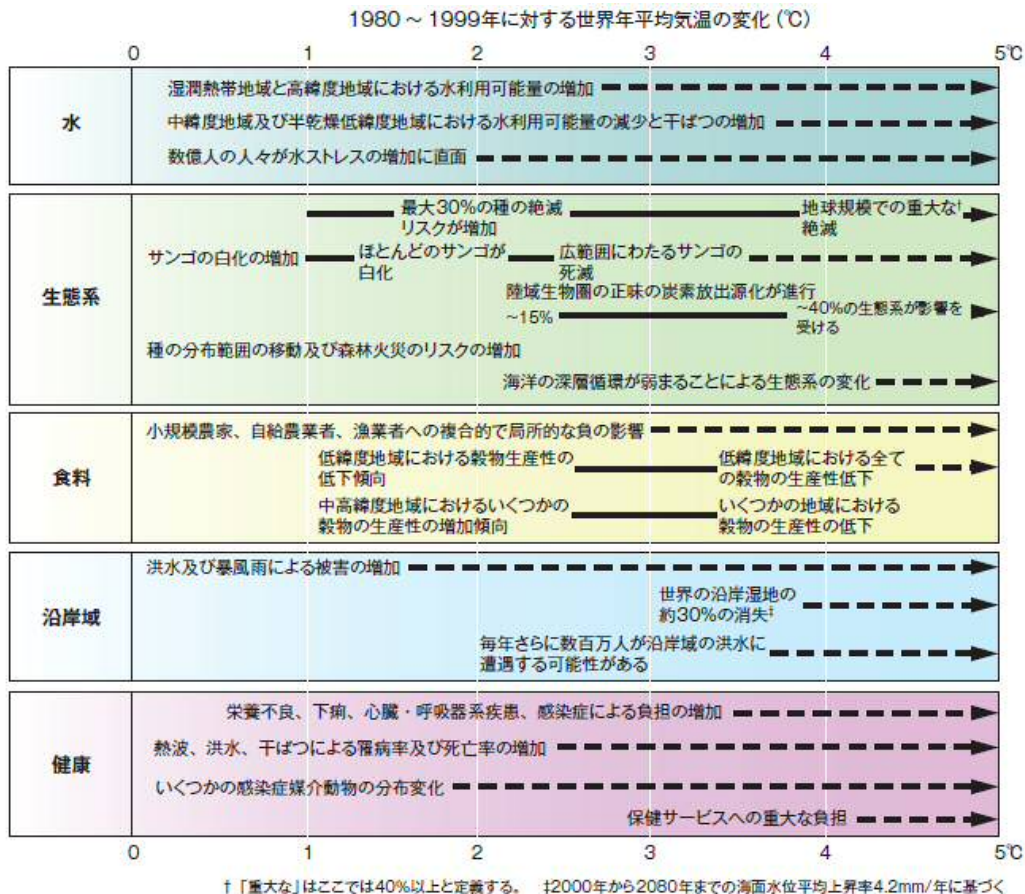 1980～1999年に対する世界年平均気温の変化(℃)
0 1 2 3 4 5℃
水
湿潤熱帯地域と高緯度地域における水利用可能量の増加
中緯度地域及び半乾燥低緯度地域における水利用可能量の減少と干ばつの増加
数億人の人々が水ストレスの増加に直面
生態系
最大30%の種の絶滅
リスクが増加
地球規模での重大な†
絶滅
サンゴの白化の増加
ほとんどのサンゴが
白化
広範囲にわたるサンゴの
死滅
陸域生物圏の正味の炭素放出源化が進行
~15%
~40%の生態系が影響を
受ける
種の分布範囲の移動及び森林火災のリスクの増加
海洋の深層循環が弱まることによる生態系の変化
食料
小規模農家、自給農業者、漁業者への複合的で局所的な負の影響
低緯度地域における穀物生産性の
低下傾向
低緯度地域における全て
の穀物の生産性低下
中高緯度地域におけるいくつかの
穀物の生産性の増加傾向
いくつかの地域における
穀物の生産性の低下
沿岸域
洪水及び暴風雨による被害の増加
世界の沿岸湿地の
約30%の消失‡
毎年さらに数百万人が沿岸域の洪水に
遭遇する可能性がある
健康
栄養不良、下痢、心臓・呼吸器系疾患、感染症による負担の増加
熱波、洪水、干ばつによる罹病率及び死亡率の増加
いくつかの感染症媒介動物の分布変化
保健サービスへの重大な負担
0 1 2 3 4 5℃
†「重大な」はここでは40%以上と定義する。 ‡2000年から2080年までの海面水位平均上昇率4.2mm/年に基づく